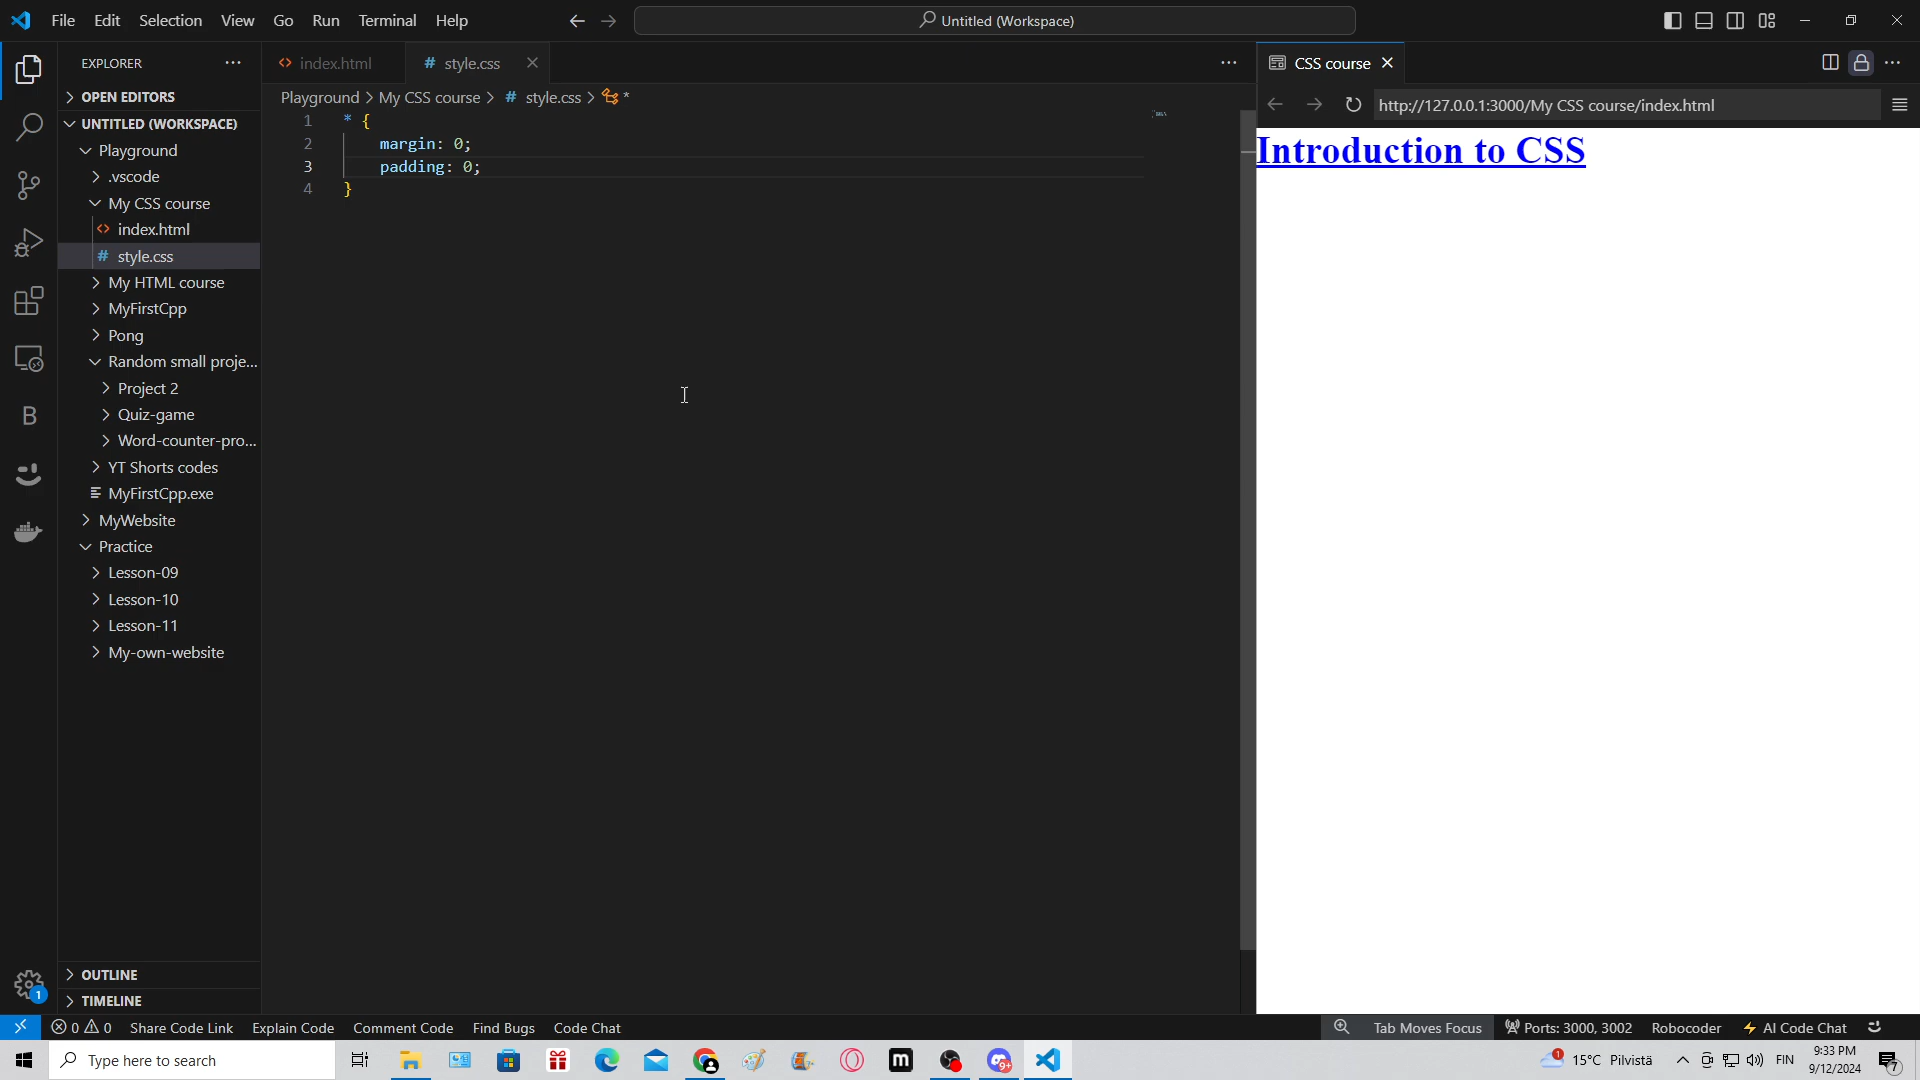 File Edit Selection View Go Run Terminal Help
Untitled (Workspace)
EXPLORER
OPEN EDITORS
UNTITLED (WORKSPACE)
Playground
.vscode
My CSS course
index.html
style.css
My HTML course
MyFirstCpp
Pong
Random small proje...
Project 2
Quiz-game
Word-counter-pro...
YT Shorts codes
MyFirstCpp.exe
MyWebsite
Practice
Lesson-09
Lesson-10
Lesson-11
My-own-website
OUTLINE
TIMELINE
index.html
style.css
Playground > My CSS course > # style.css > *
1 * {
2 margin: 0;
3 padding: 0;
4 }
CSS course
http://127.0.0.1:3000/My CSS course/index.html
Introduction to CSS
0 0 Share Code Link Explain Code Comment Code Find Bugs Code Chat
Tab Moves Focus Ports: 3000, 3002 Robocoder AI Code Chat
Type here to search
15°C Pilvistä FIN
9:33 PM
9/12/2024